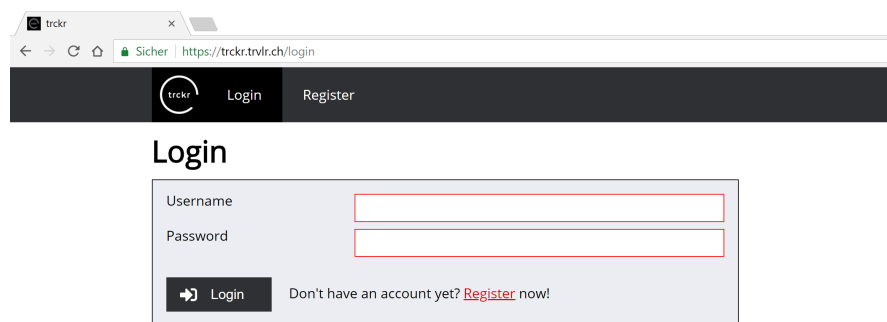 trckr
Sicher https://trckr.trvlr.ch/login
trckr Login Register
Login
Username
Password
Login Don't have an account yet? Register now!